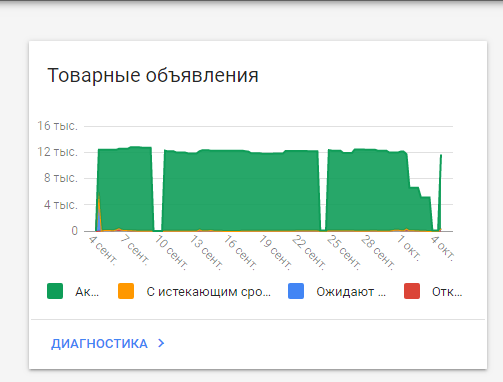 Товарные объявления
16 тыс.
12 тыс.
8 тыс.
4 тыс.
0
4 сент.
7 сент.
10 сент.
13 сент.
16 сент.
19 сент.
22 сент.
25 сент.
28 сент.
1 окт.
4 окт.
Ак... С истекающим сро... Ожидают ... Отк...
ДИАГНОСТИКА